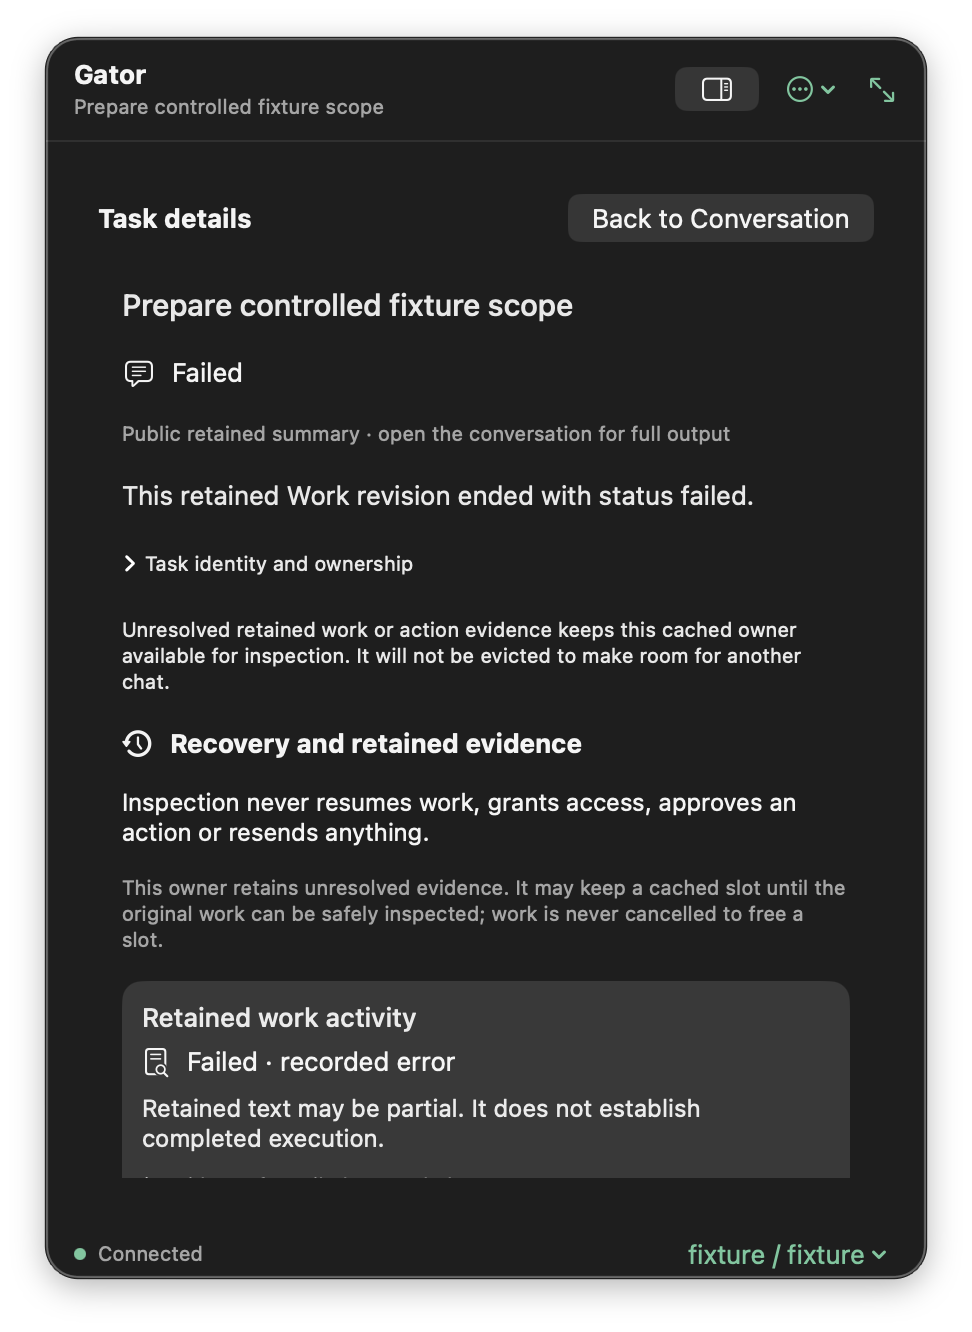 Gator
Prepare controlled fixture scope
Task details
Back to Conversation
Prepare controlled fixture scope
Failed
Public retained summary · open the conversation for full output
This retained Work revision ended with status failed.
Task identity and ownership
Unresolved retained work or action evidence keeps this cached owner
available for inspection. It will not be evicted to make room for another
chat.
Recovery and retained evidence
Inspection never resumes work, grants access, approves an
action or resends anything.
This owner retains unresolved evidence. It may keep a cached slot until the
original work can be safely inspected; work is never cancelled to free a
slot.
Retained work activity
Failed · recorded error
Retained text may be partial. It does not establish
completed execution.
Connected
fixture / fixture